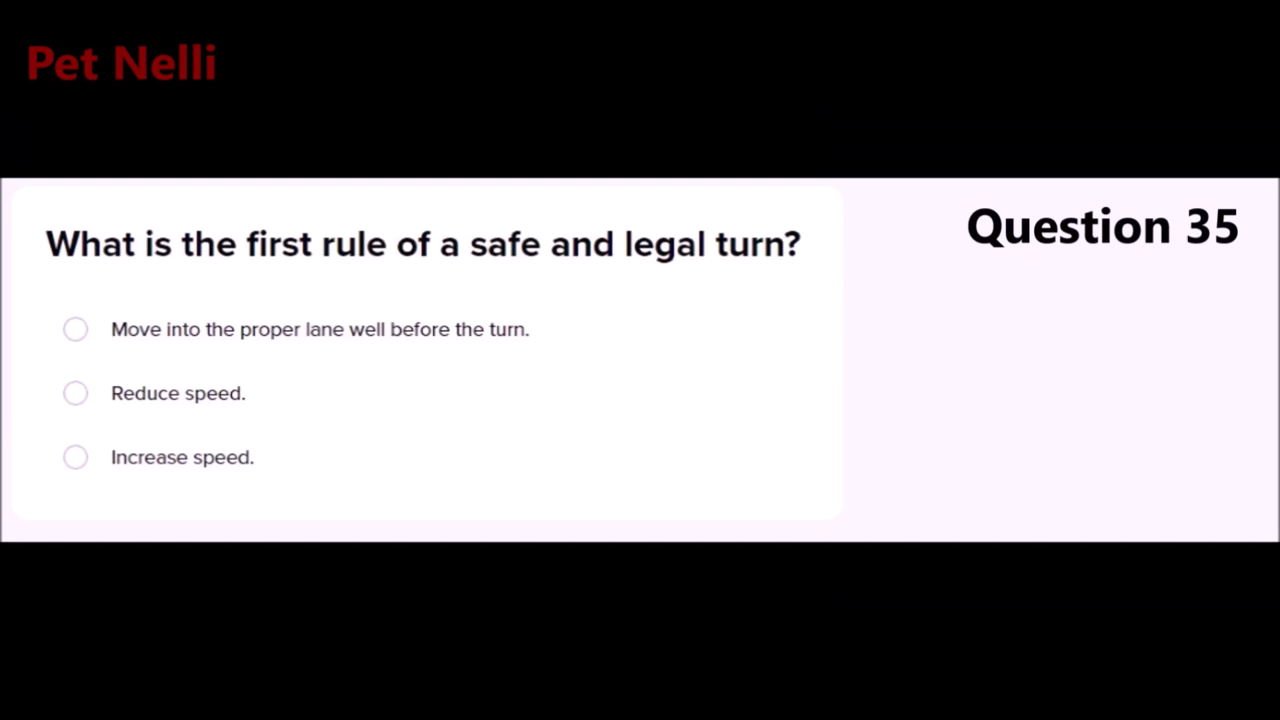 Pet Nelli
Question 35
What is the first rule of a safe and legal turn?
Move into the proper lane well before the turn.
Reduce speed.
Increase speed.